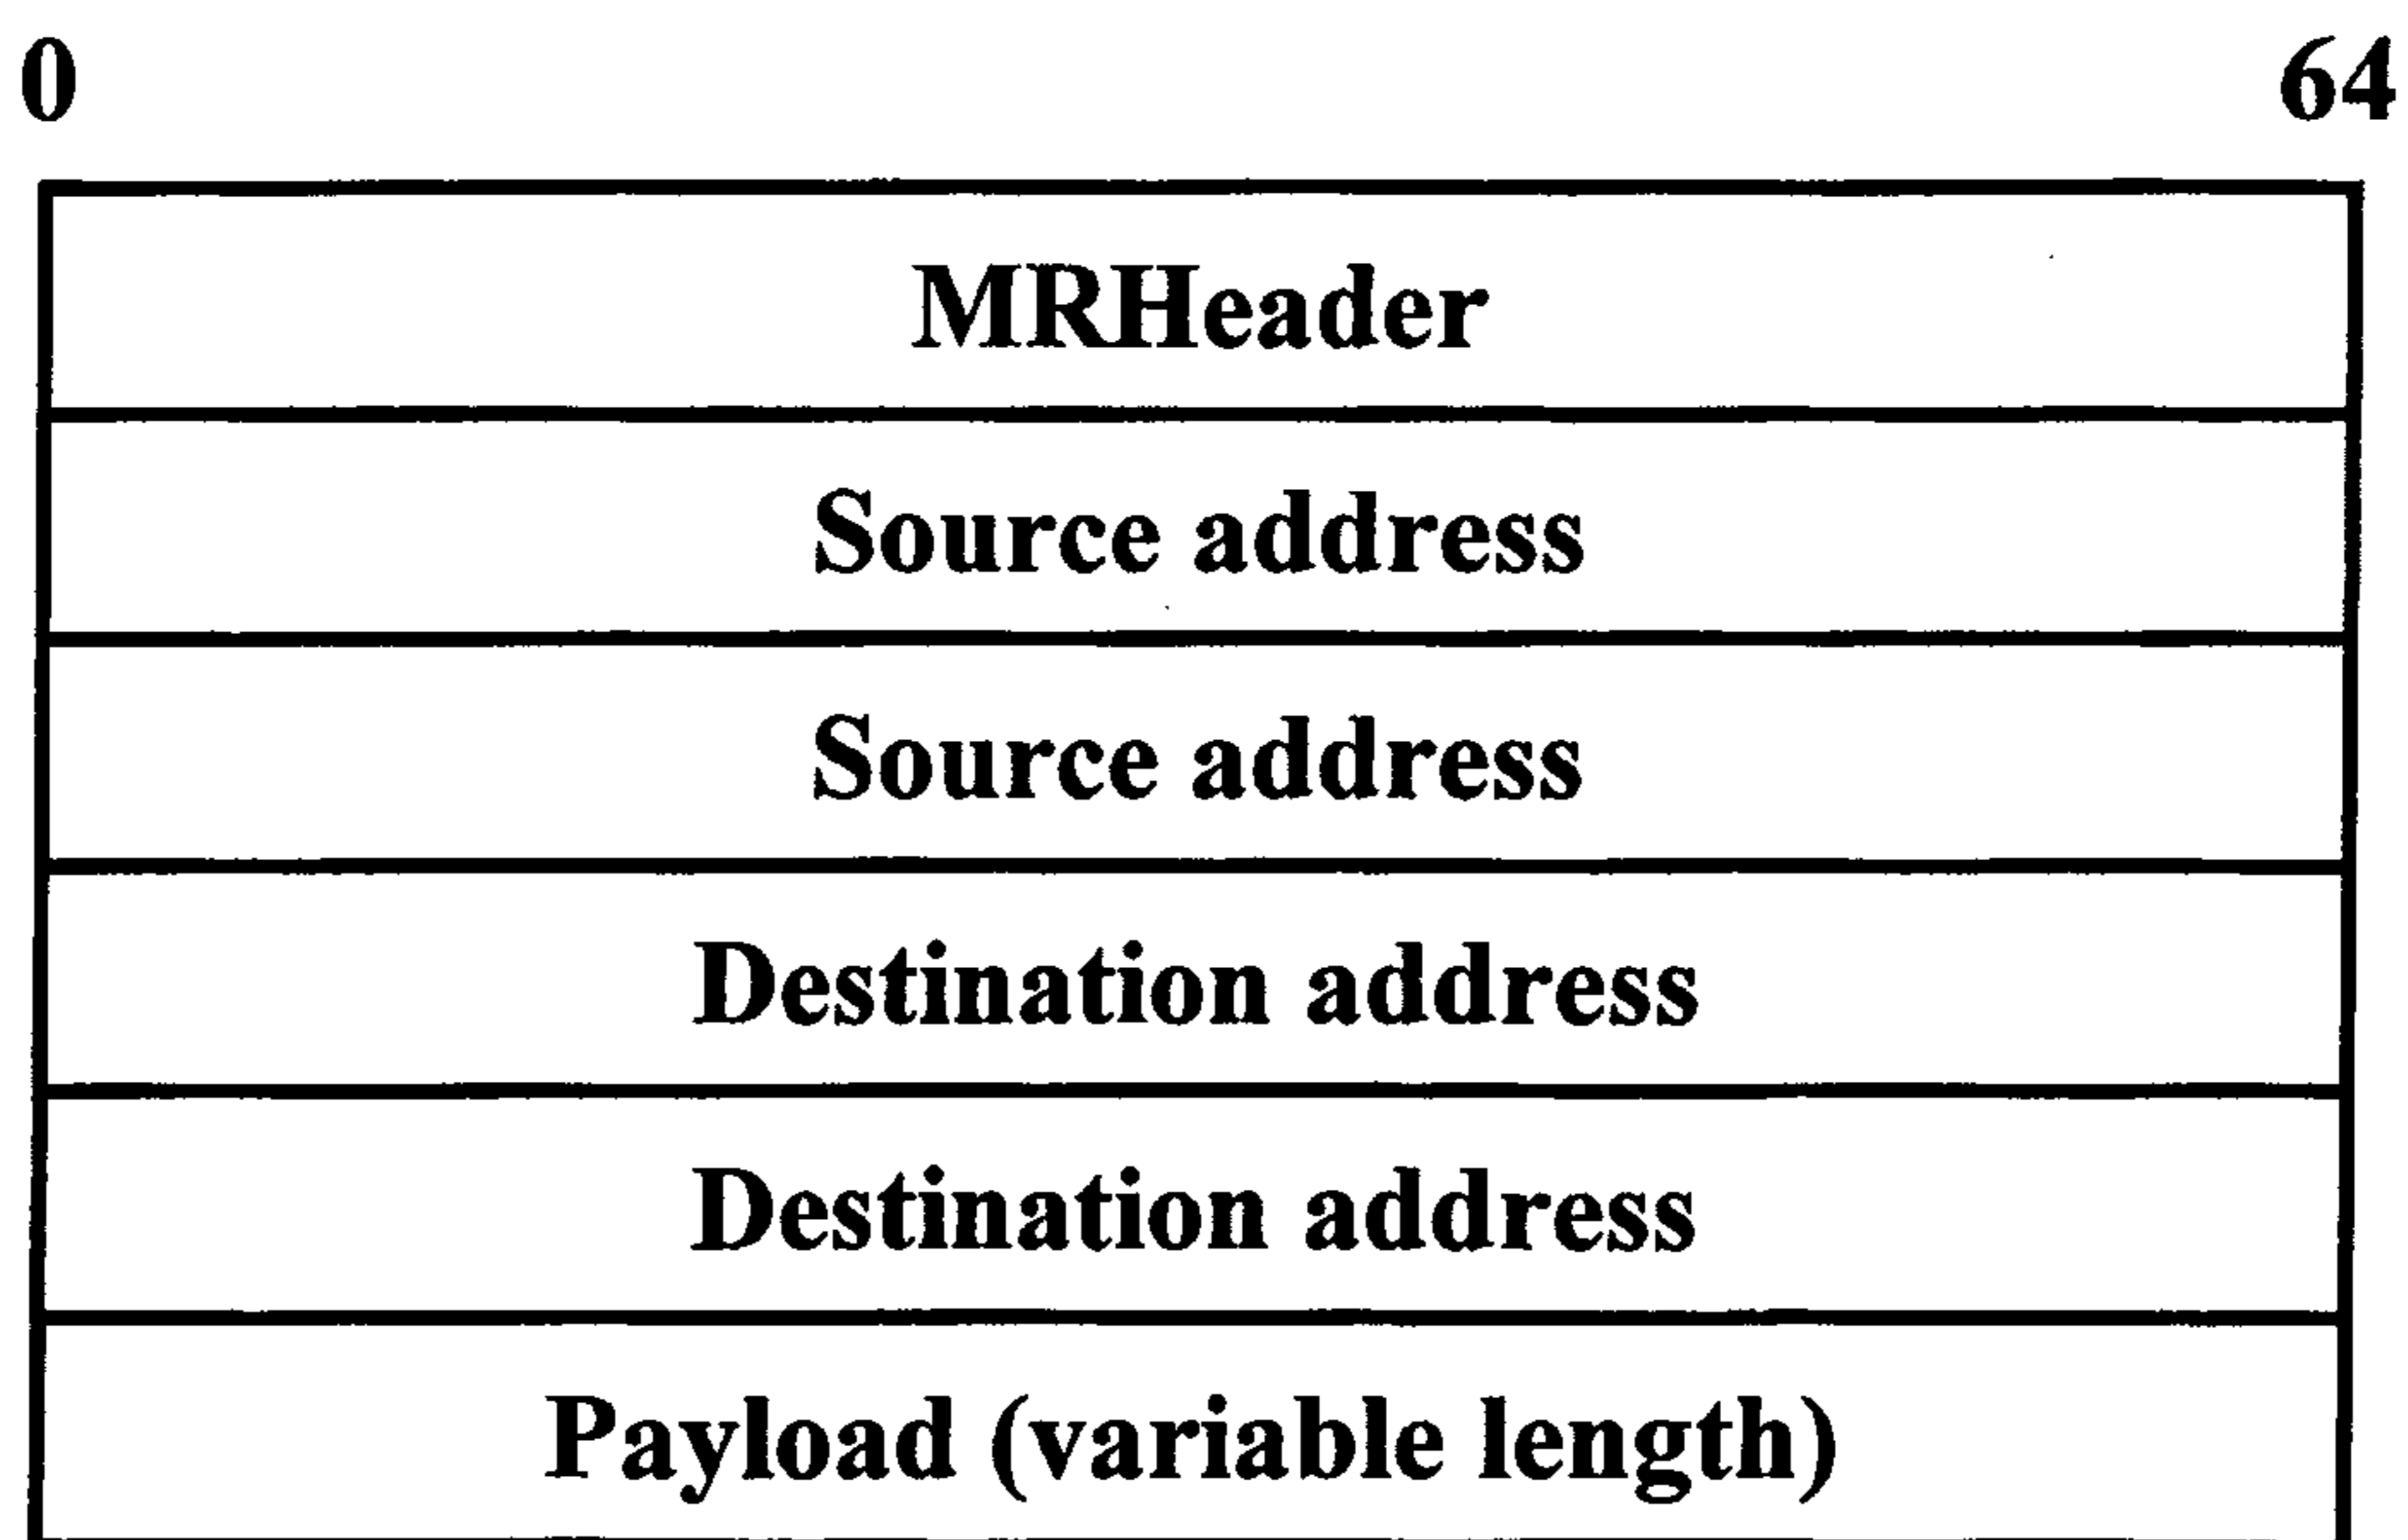 0 64
MRHeader
Source address
Source address
Destination address
Destination address
Payload (variable length)